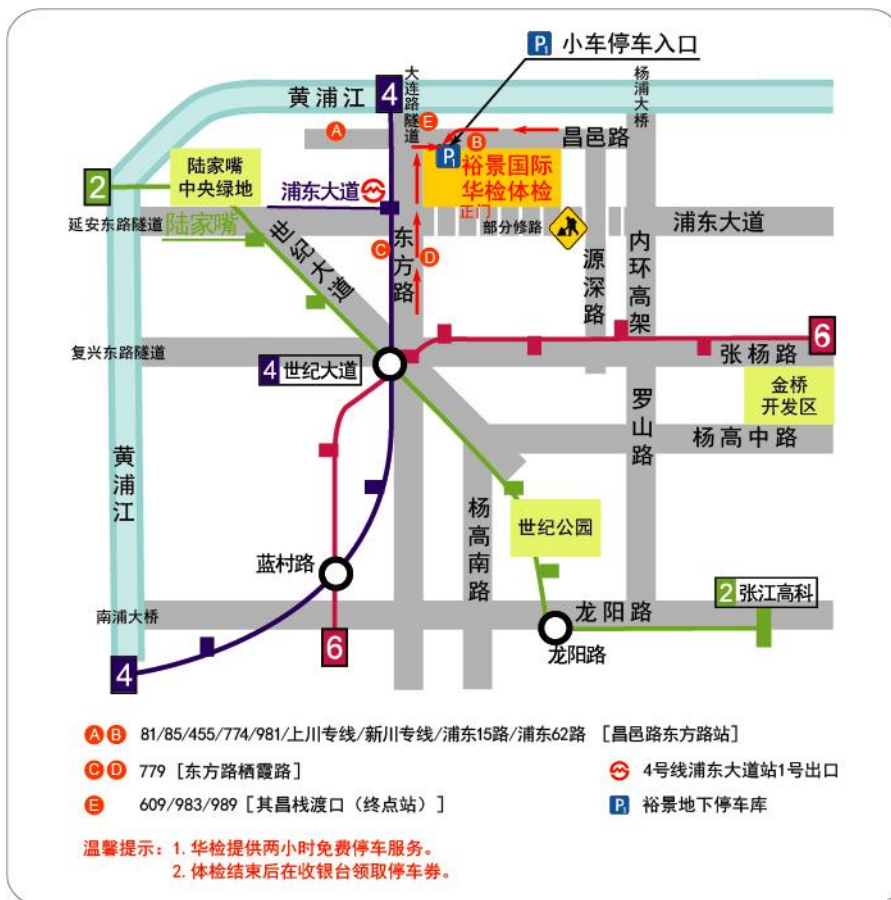 P1 小车停车入口
4
大连路隧道
杨浦大桥
黄浦江
A
E
B
昌邑路
P1
裕景国际
华检体检
正门
陆家嘴
中央绿地
2
浦东大道
延安东路隧道
陆家嘴
世纪大道
C
东方路
D
部分修路
浦东大道
源深路
内环高架
复兴东路隧道
4 世纪大道
6
张杨路
金桥
开发区
罗山路
杨高中路
黄浦江
杨高南路
世纪公园
蓝村路
2 张江高科
南浦大桥
龙阳路
龙阳路
4
6
A B 81/85/455/774/981/上川专线/新川专线/浦东15路/浦东62路 [昌邑路东方路站]
C D 779 [东方路栖霞路]
4号线浦东大道站1号出口
E 609/983/989 [其昌栈渡口（终点站）]
P1 裕景地下停车库
温馨提示：1. 华检提供两小时免费停车服务。
2. 体检结束后在收银台领取停车券。